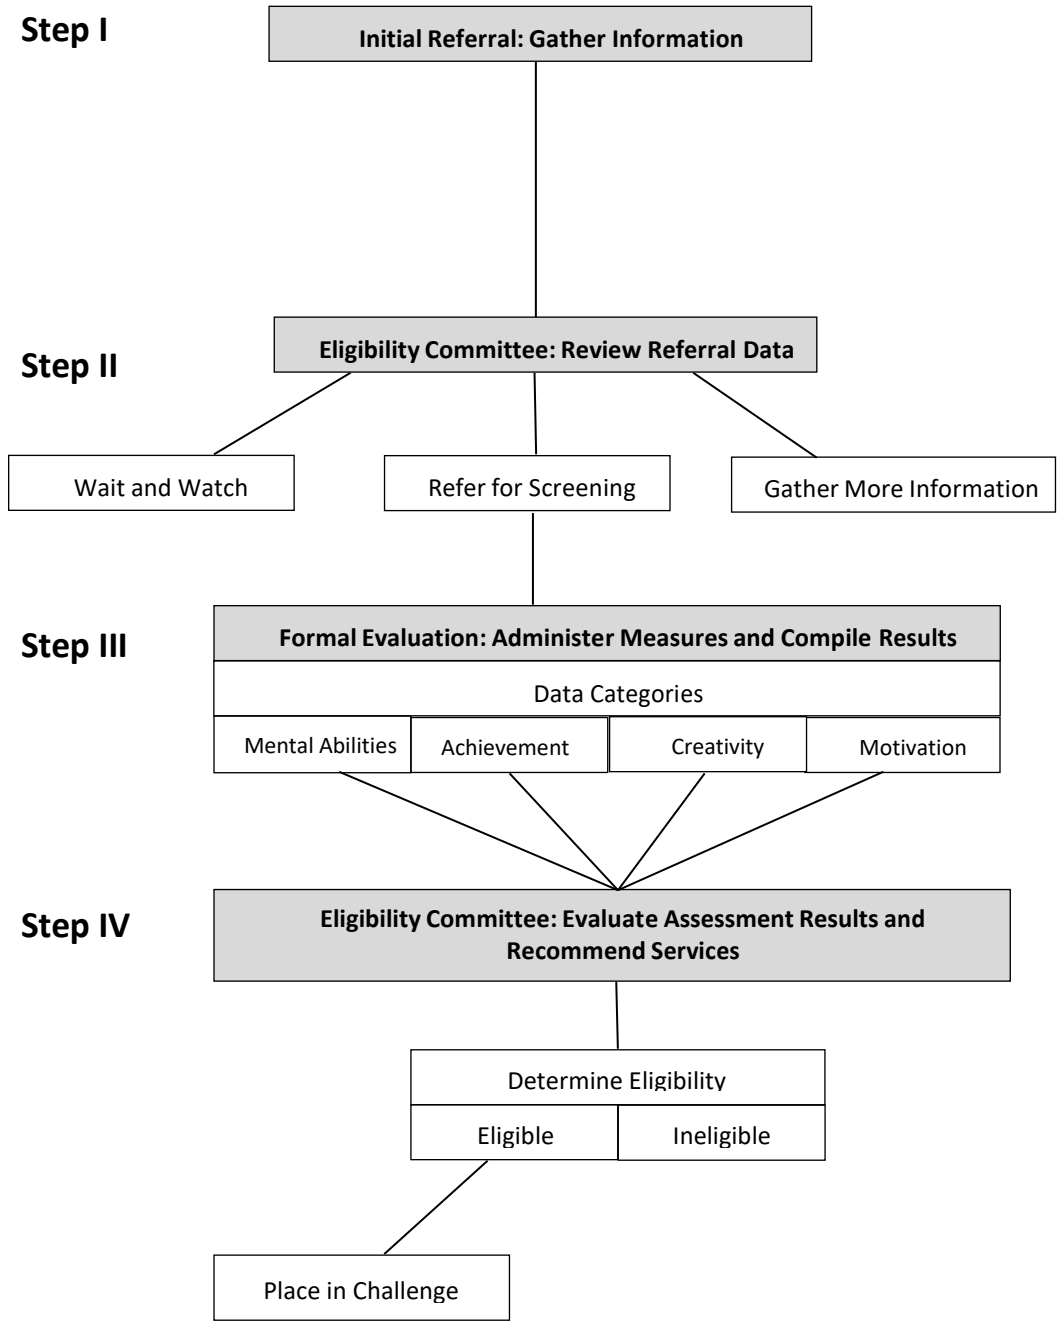 Step I
Initial Referral: Gather Information
Step II
Eligibility Committee: Review Referral Data
Wait and Watch
Refer for Screening
Gather More Information
Step III
Formal Evaluation: Administer Measures and Compile Results
Data Categories
Mental Abilities
Achievement
Creativity
Motivation
Step IV
Eligibility Committee: Evaluate Assessment Results and
Recommend Services
Determine Eligibility
Eligible
Ineligible
Place in Challenge